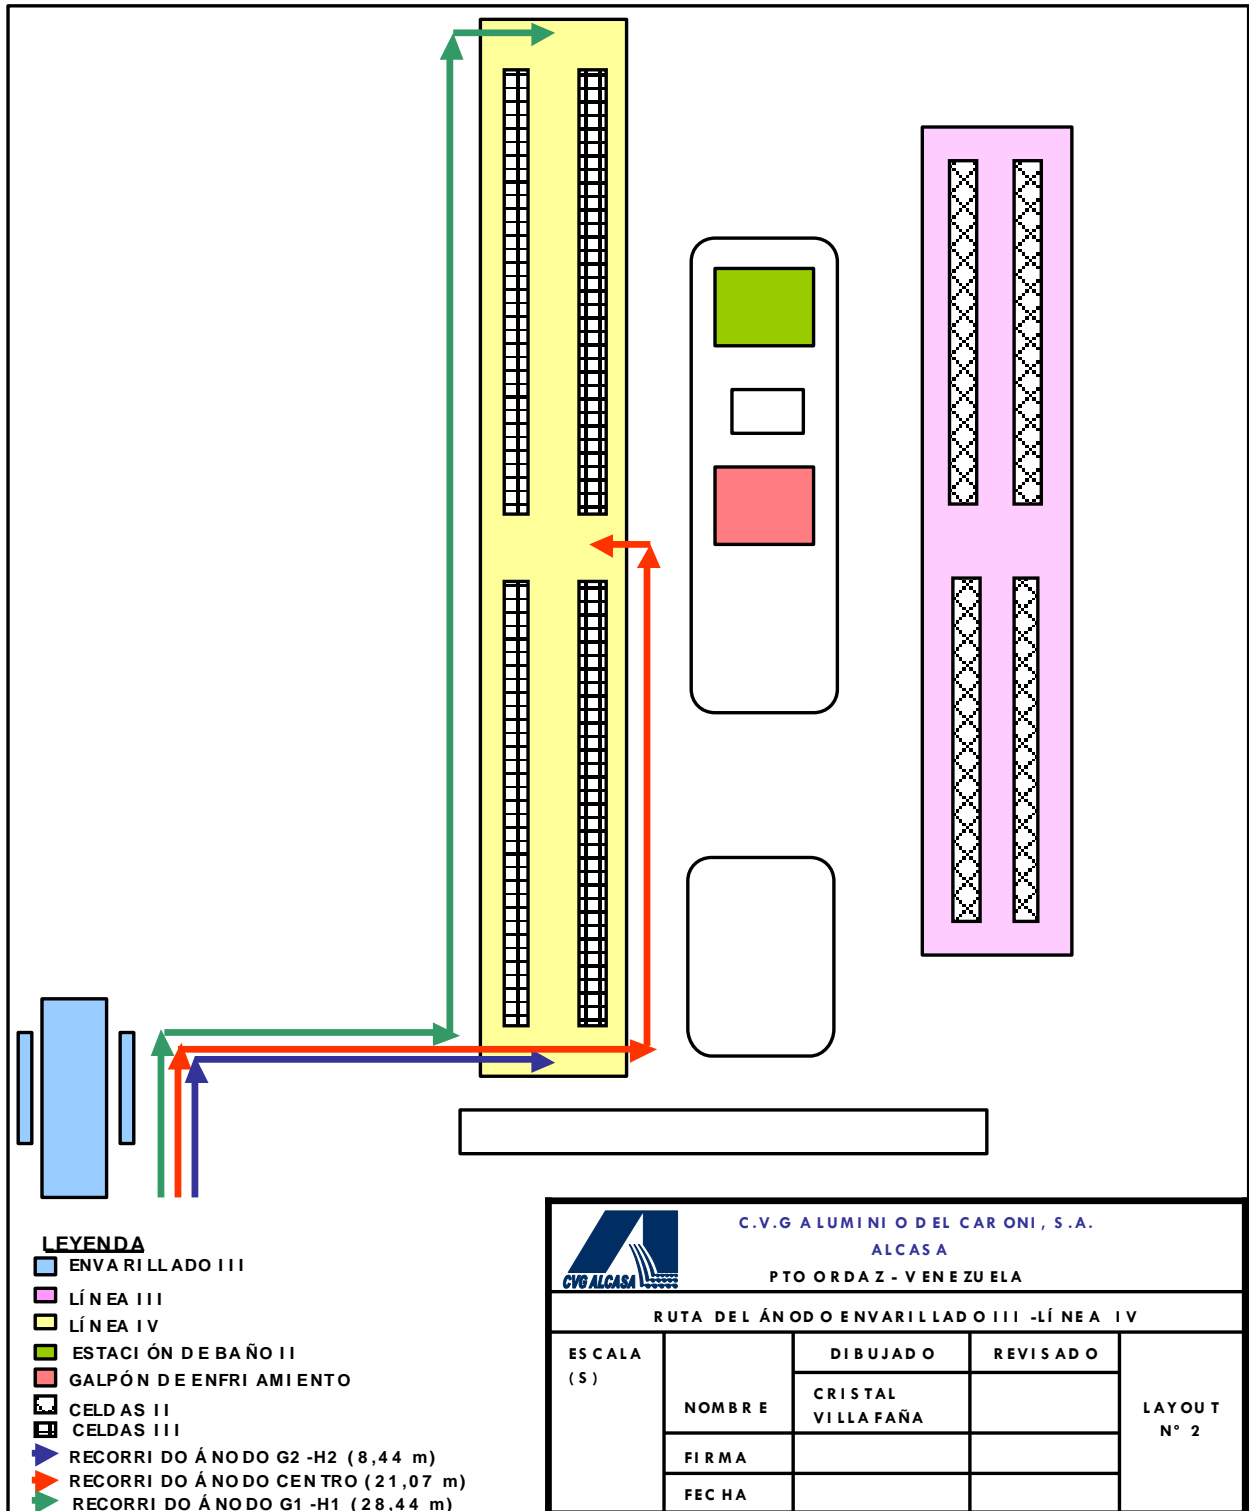 LEYENDA
ENVARILLADO III
LÍNEA III
LÍNEA IV
ESTACIÓN DE BAÑO II
GALPÓN DE ENFRIAMIENTO
CELDAS II
CELDAS III
RECORRIDO ÁNODO G2-H2 (8,44 m)
RECORRIDO ÁNODO CENTRO (21,07 m)
RECORRIDO ÁNODO G1-H1 (28,44 m)
CVG ALCASA
C.V.G ALUMINIO DEL CARONI, S.A.
ALCASA
PTO ORDAZ - VENEZUELA
RUTA DEL ÁNODO ENVARILLADO III -LÍNEA IV
ESCALA
(S)
DIBUJADO
REVISADO
NOMBRE
CRISTAL
VILLAFAÑA
LAYOUT
N° 2
FIRMA
FECHA